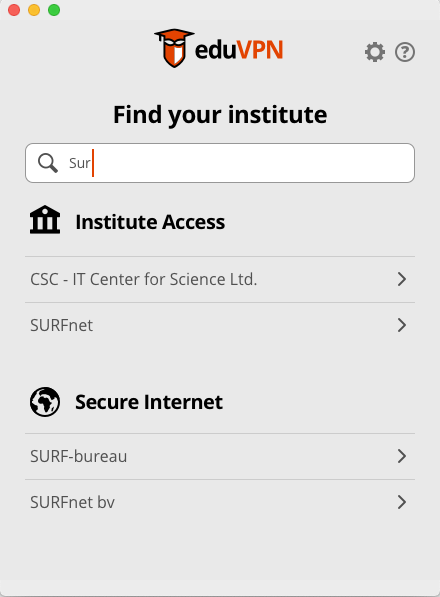 eduVPN
Find your institute
Sur
Institute Access
CSC - IT Center for Science Ltd.
SURFnet
Secure Internet
SURF-bureau
SURFnet bv